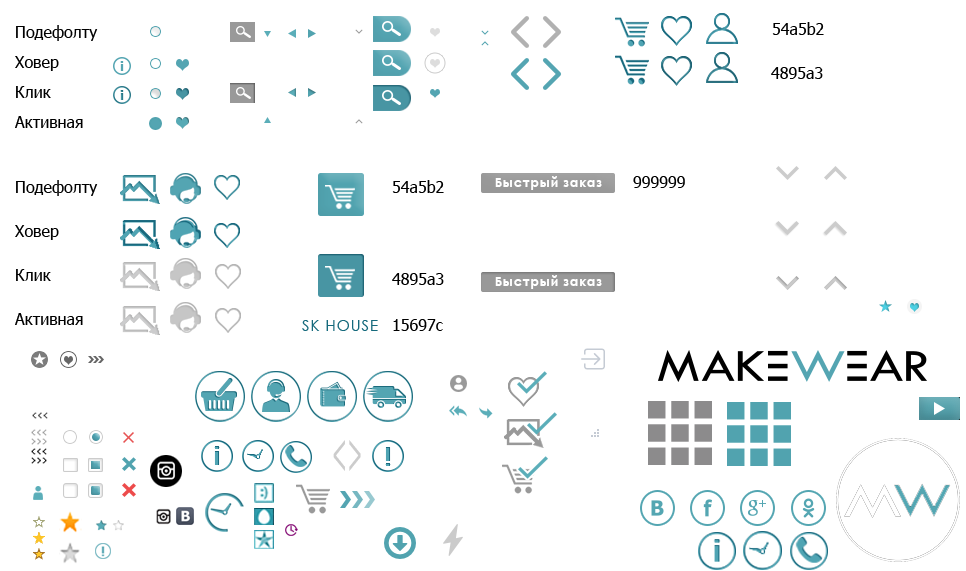 Подефолту
54a5b2
Ховер
4895a3
Клик
Активная
Подефолту
54a5b2
Быстрый заказ
999999
Ховер
Клик
4895a3
Быстрый заказ
Активная
SK HOUSE
15697c
MAKEWEAR
MW
B
f
g+
B